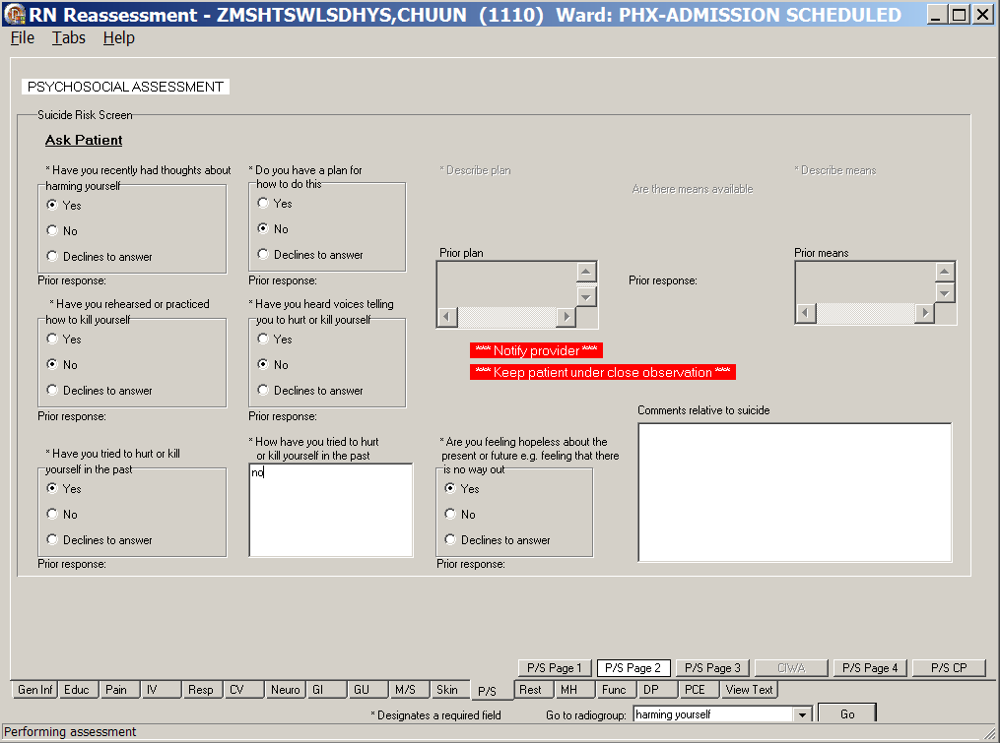 RN Reassessment - ZMSHTSWLSDHYS,CHUUN (1110) Ward: PHX-ADMISSION SCHEDULED
File Tabs Help
PSYCHOSOCIAL ASSESSMENT
Suicide Risk Screen
Ask Patient
* Have you recently had thoughts about
harming yourself
Yes
No
Declines to answer
Prior response:
* Do you have a plan for
how to do this
Yes
No
Declines to answer
Prior response:
* Describe plan
Are there means available
* Describe means
Prior plan
Prior response:
Prior means
* Have you rehearsed or practiced
how to kill yourself
Yes
No
Declines to answer
Prior response:
* Have you heard voices telling
you to hurt or kill yourself
Yes
No
Declines to answer
Prior response:
*** Notify provider ***
*** Keep patient under close observation ***
* Have you tried to hurt or kill
yourself in the past
Yes
No
Declines to answer
Prior response:
* How have you tried to hurt
or kill yourself in the past
no
* Are you feeling hopeless about the
present or future e.g. feeling that there
is no way out
Yes
No
Declines to answer
Prior response:
Comments relative to suicide
P/S Page 1 P/S Page 2 P/S Page 3 CIWA P/S Page 4 P/S CP
Gen Inf Educ Pain IV Resp CV Neuro GI GU M/S Skin P/S Rest MH Func DP PCE View Text
* Designates a required field Go to radiogroup: harming yourself Go
Performing assessment